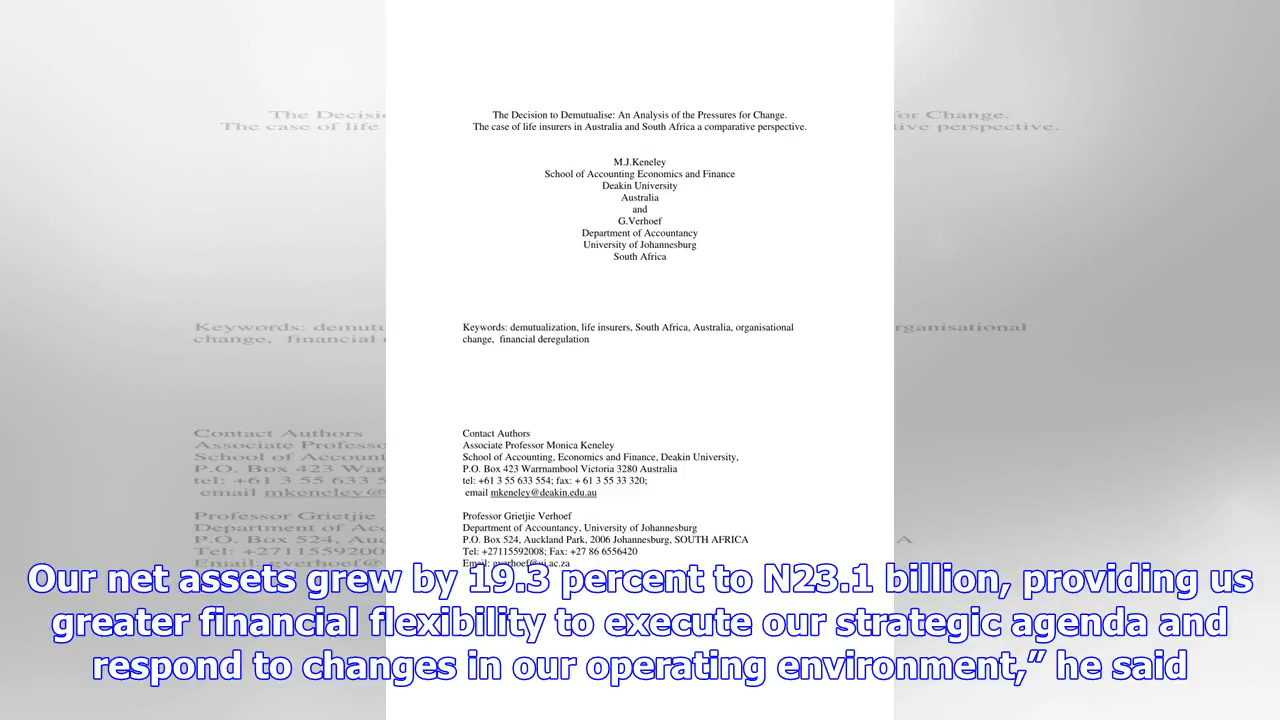 The Decision to Demutualise: An Analysis of the Pressures for Change.
The case of life insurers in Australia and South Africa a comparative perspective.
M.J.Keneley
School of Accounting Economics and Finance
Deakin University
Australia
and
G.Verhoef
Department of Accountancy
University of Johannesburg
South Africa
Keywords: demutualization, life insurers, South Africa, Australia, organisational
change, financial deregulation
Contact Authors
Associate Professor Monica Keneley
School of Accounting, Economics and Finance, Deakin University,
P.O. Box 423 Warrnambool Victoria 3280 Australia
tel: +61 3 55 633 554; fax: + 61 3 55 33 320;
email mkeneley@deakin.edu.au
Professor Grietjie Verhoef
Department of Accountancy, University of Johannesburg
P.O. Box 524, Auckland Park, 2006 Johannesburg, SOUTH AFRICA
Tel: +27115592008; Fax: +27 86 6556420
Email: gverhoef@uj.ac.za
Our net assets grew by 19.3 percent to N23.1 billion, providing us
greater financial flexibility to execute our strategic agenda and
respond to changes in our operating environment,” he said